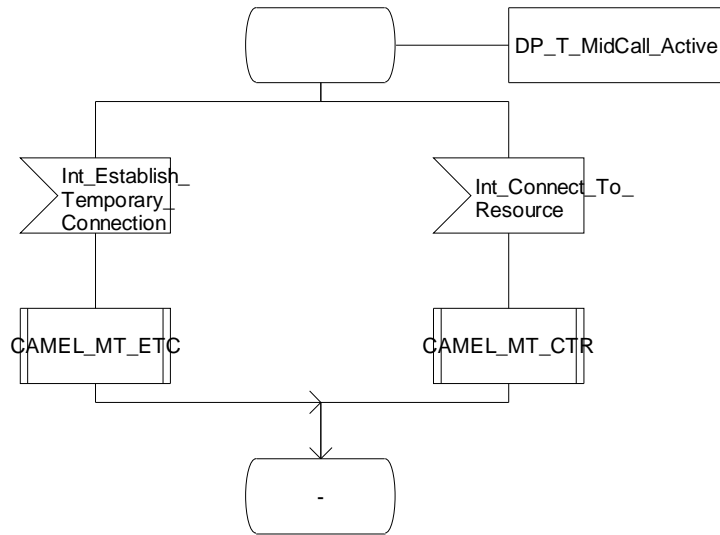 DP_T_MidCall_Active
Int_Establish_
Temporary_
Connection
Int_Connect_To_
Resource
CAMEL_MT_ETC
CAMEL_MT_CTR
-